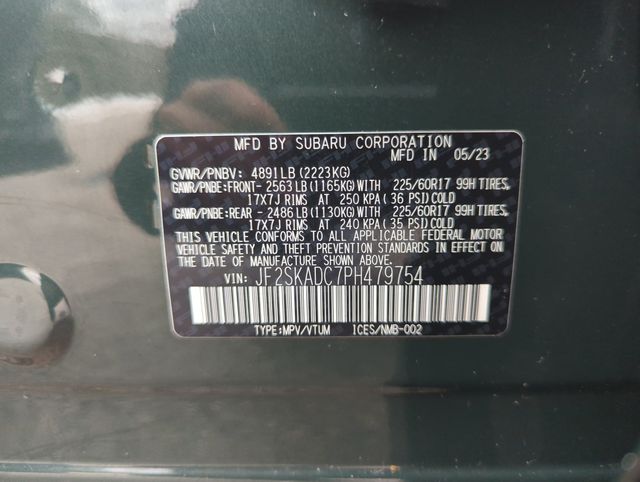 MFD BY SUBARU CORPORATION
MFD IN 05/23
GVWR/PNBV: 4891LB(2223KG)
GAWR/PNBE:FRONT- 2563LB(1165KG)WITH 225/60R17 99H TIRES,
17X7J RIMS AT 250 KPA( 36 PSI)COLD
GAWR/PNBE:REAR - 2486LB(1130KG)WITH 225/60R17 99H TIRES,
17X7J RIMS AT 240 KPA( 35 PSI)COLD
THIS VEHICLE CONFORMS TO ALL APPLICABLE FEDERAL MOTOR
VEHICLE SAFETY AND THEFT PREVENTION STANDARDS IN EFFECT ON
THE DATE OF MANUFACTURE SHOWN ABOVE.
VIN: JF2SKADC7PH479754
TYPE:MPV/VTUM ICES/NMB-002